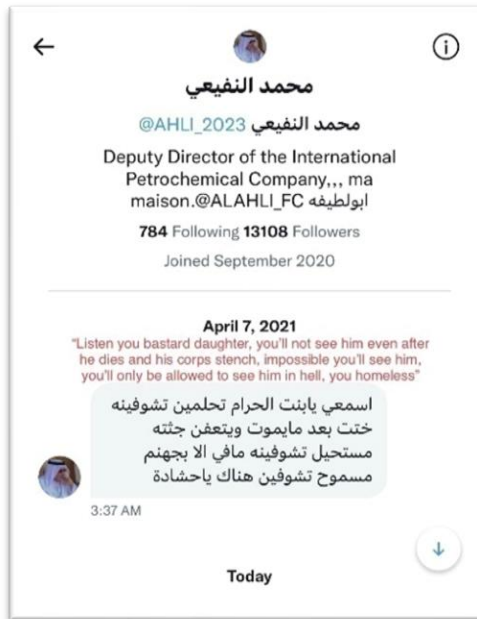 محمد النفيعي
@AHLI_2023 محمد النفيعي
Deputy Director of the International
Petrochemical Company,,, ma
maison.@ALAHLI_FC ابولطيفه
784 Following 13108 Followers
Joined September 2020
April 7, 2021
"Listen you bastard daughter, you'll not see him even after
he dies and his corps stench, impossible you'll see him,
you'll only be allowed to see him in hell, you homeless"
اسمعي يابنت الحرام تحلمين تشوفينه
ختت بعد مايموت ويتعفن جثته
مستحيل تشوفينه مافي الا بجهنم
مسموح تشوفين هناك ياحشادة
3:37 AM
Today